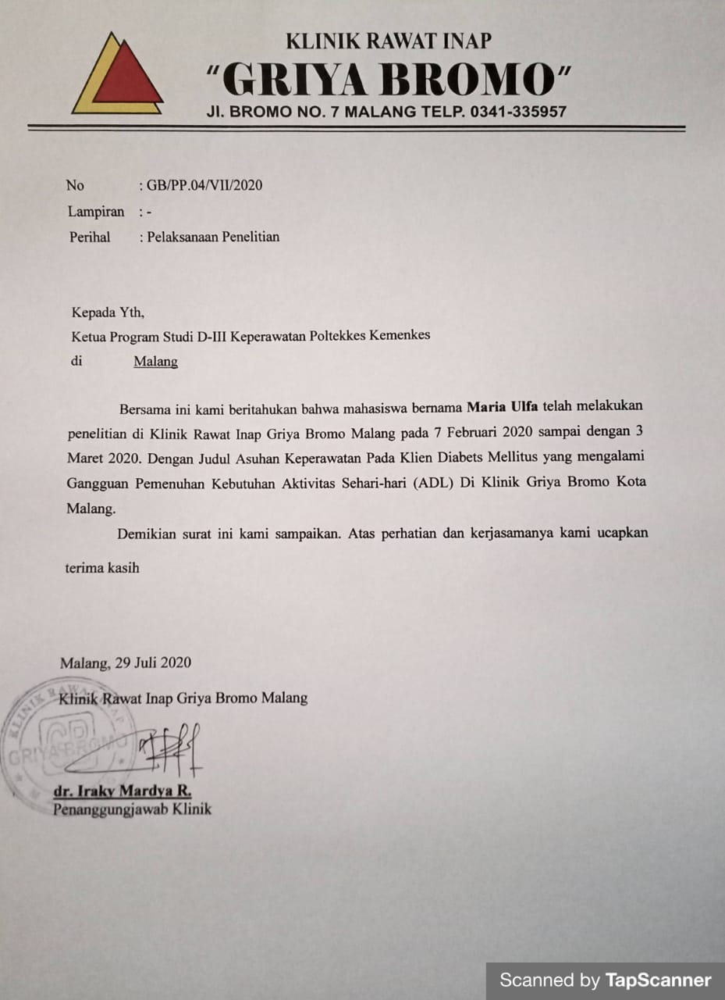 KLINIK RAWAT INAP
"GRIYA BROMO"
Jl. BROMO NO. 7 MALANG TELP. 0341-335957
No : GB/PP.04/VII/2020
Lampiran : -
Perihal : Pelaksanaan Penelitian
Kepada Yth,
Ketua Program Studi D-III Keperawatan Poltekkes Kemenkes
di Malang
Bersama ini kami beritahukan bahwa mahasiswa bernama Maria Ulfa telah melakukan
penelitian di Klinik Rawat Inap Griya Bromo Malang pada 7 Februari 2020 sampai dengan 3
Maret 2020. Dengan Judul Asuhan Keperawatan Pada Klien Diabets Mellitus yang mengalami
Gangguan Pemenuhan Kebutuhan Aktivitas Sehari-hari (ADL) Di Klinik Griya Bromo Kota
Malang.
Demikian surat ini kami sampaikan. Atas perhatian dan kerjasamanya kami ucapkan
terima kasih
Malang, 29 Juli 2020
Klinik Rawat Inap Griya Bromo Malang
KLINIK RAWAT INAP
GRIYA BROMO
dr. Iraky Mardya R.
Penanggungjawab Klinik
Scanned by TapScanner